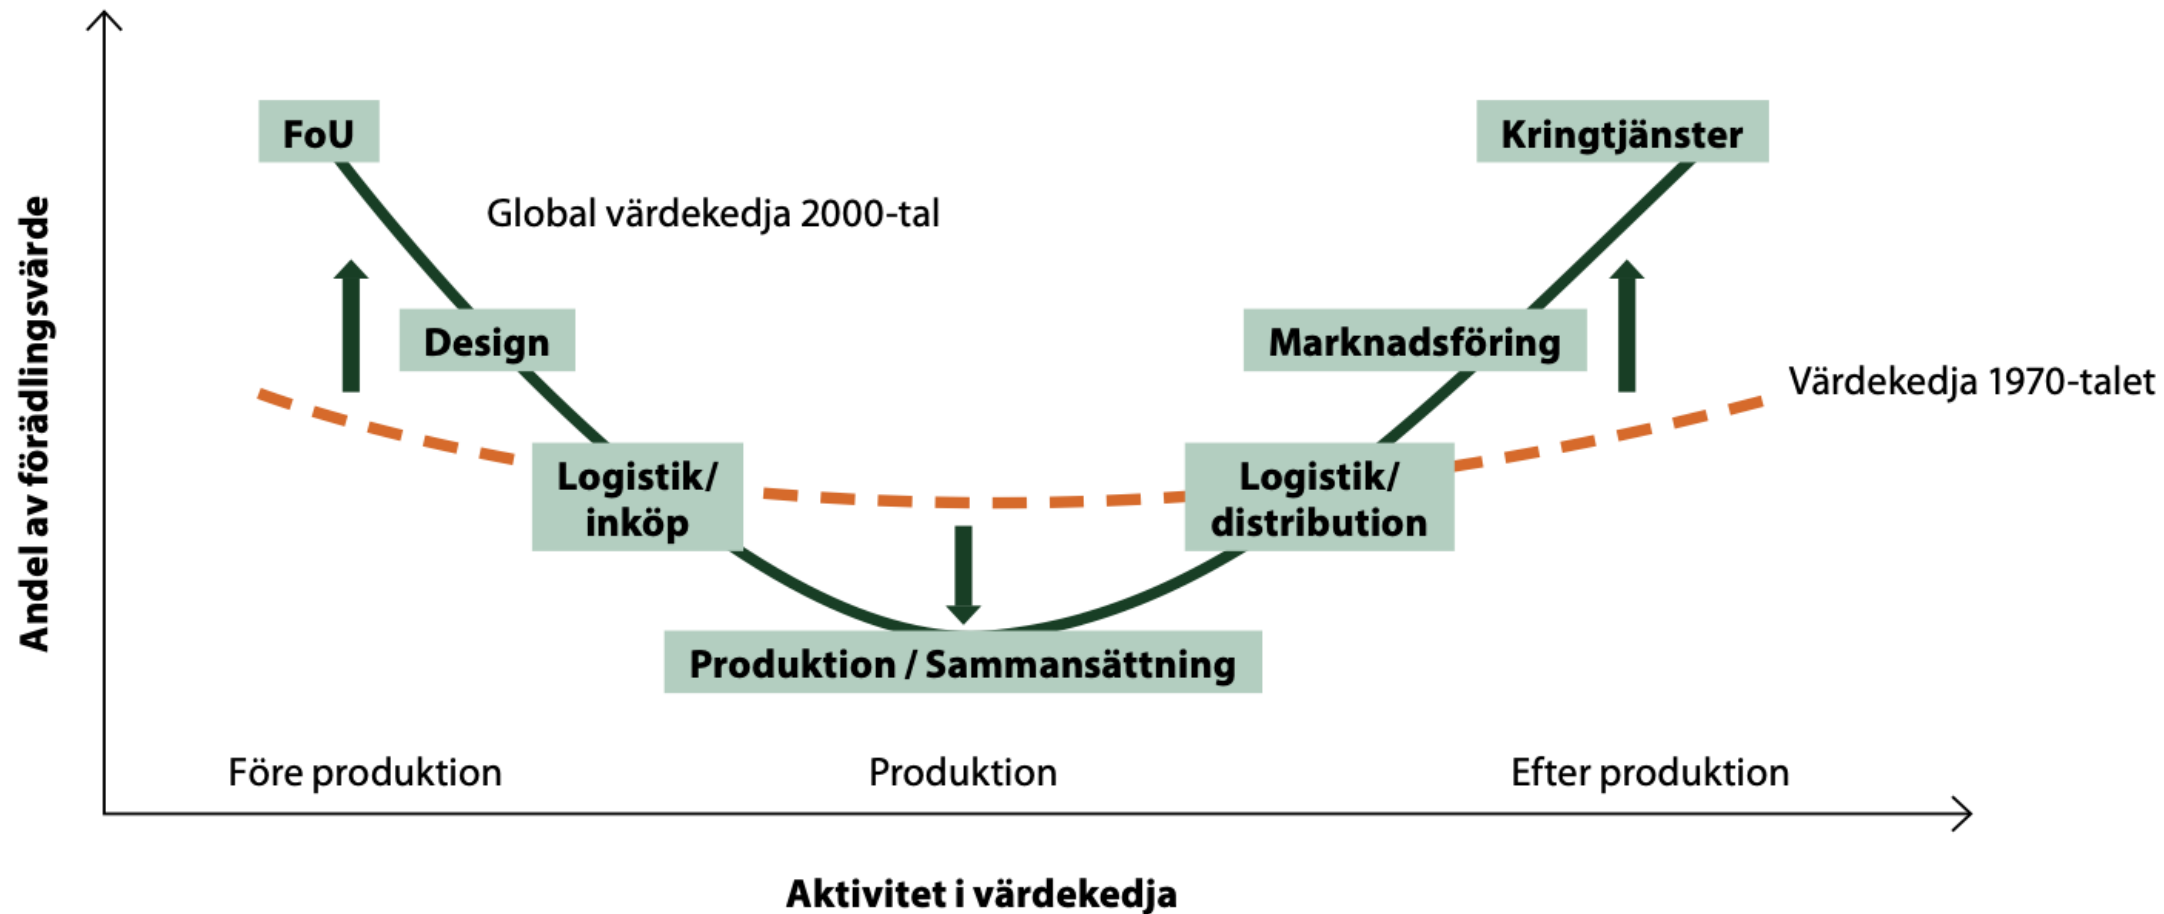 FoU
Kringtjänster
Global värdekedja 2000-tal
Design
Marknadsföring
Värdekedja 1970-talet
Logistik/
inköp
Logistik/
distribution
Produktion / Sammansättning
Före produktion
Produktion
Efter produktion
Aktivitet i värdekedja
Andel av förädlingsvärde